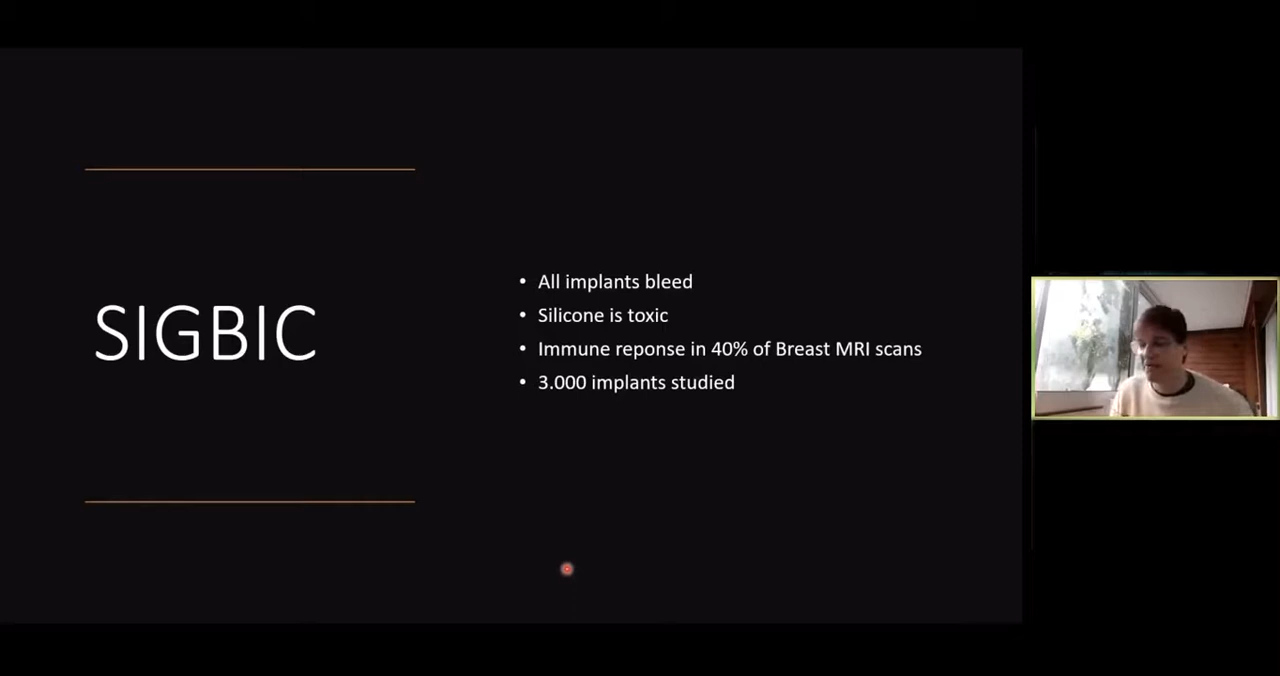 SIGBIC
• All implants bleed
• Silicone is toxic
• Immune reponse in 40% of Breast MRI scans
• 3.000 implants studied